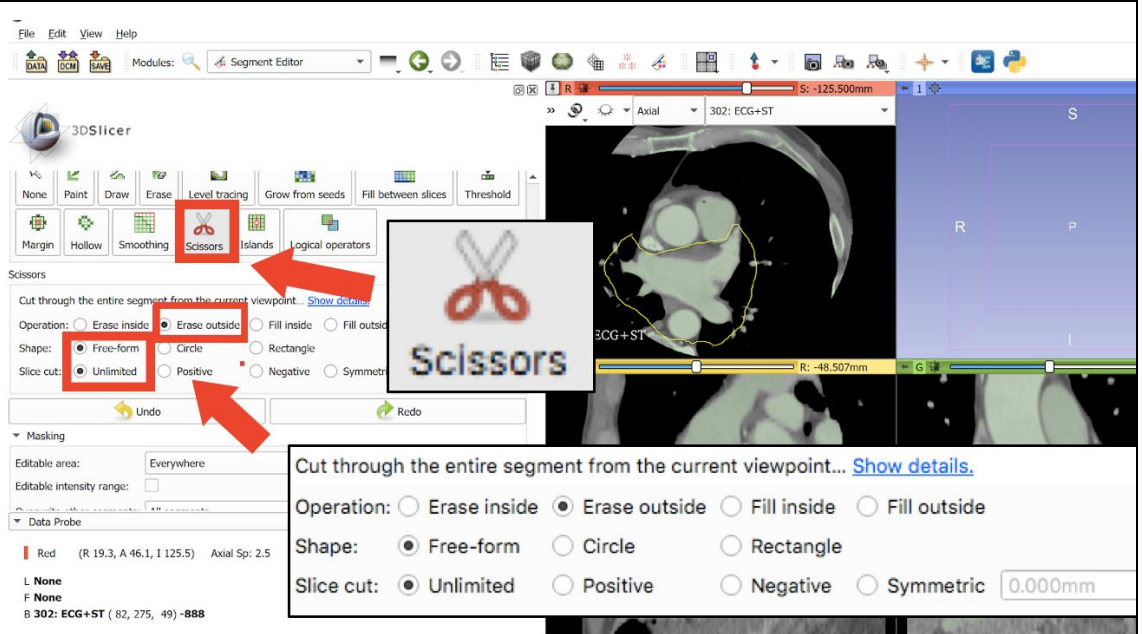 File Edit View Help
DATA DCM SAVE Modules: Segment Editor
R S: -125.500mm 1
3DSlicer
» Axial 302: ECG+ST
S
None Paint Draw Erase Level tracing Grow from seeds Fill between slices Threshold
Margin Hollow Smoothing Scissors Islands Logical operators
R P
Scissors
Cut through the entire segment from the current viewpoint... Show details.
Operation: Erase inside Erase outside Fill inside Fill outsid
Shape: Free-form Circle Rectangle
Slice cut: Unlimited Positive Negative Symmetri
ECG+ST
I
Scissors
R: -48.507mm G
Undo Redo
Masking
Editable area: Everywhere
Editable intensity range:
Data Probe
Red (R 19.3, A 46.1, I 125.5) Axial Sp: 2.5
L None
F None
B 302: ECG+ST ( 82, 275, 49) -888
Cut through the entire segment from the current viewpoint... Show details.
Operation: Erase inside Erase outside Fill inside Fill outside
Shape: Free-form Circle Rectangle
Slice cut: Unlimited Positive Negative Symmetric 0.000mm